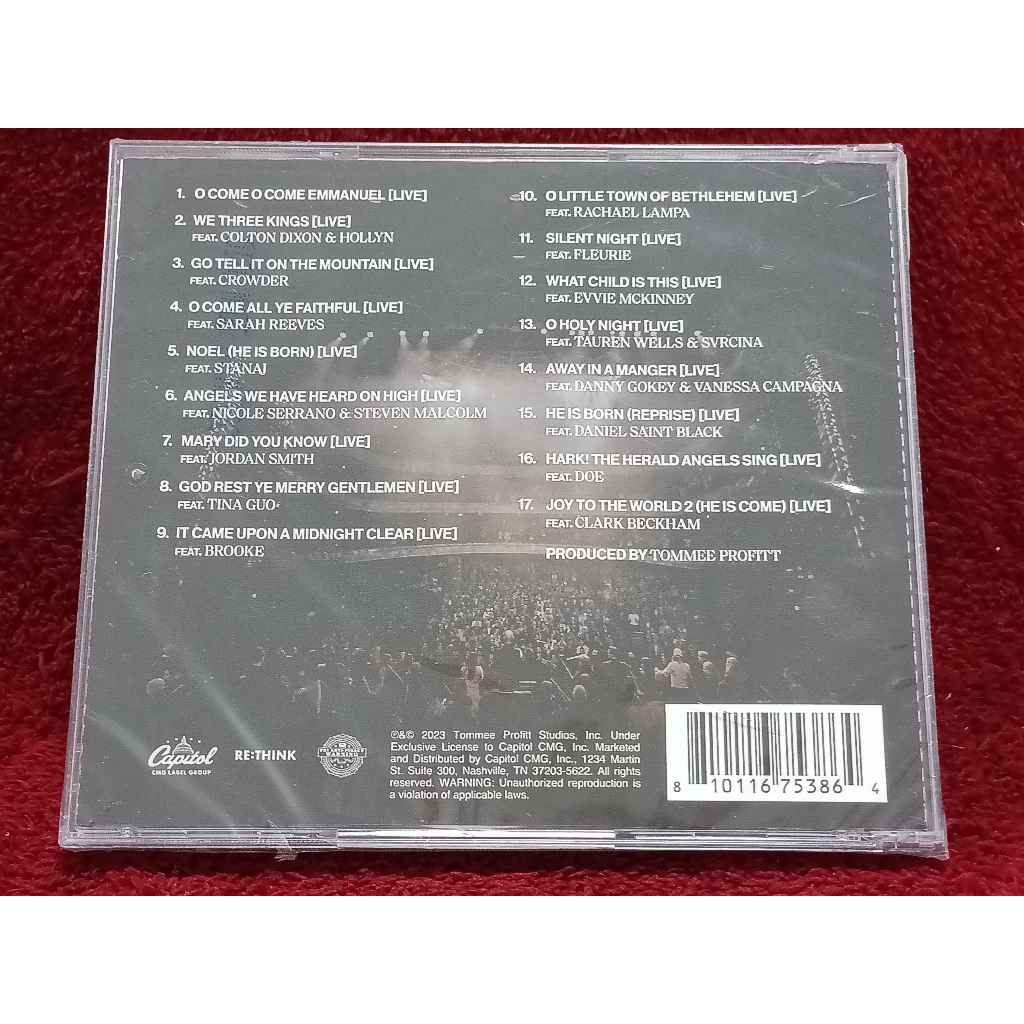 1. O COME O COME EMMANUEL [LIVE]
2. WE THREE KINGS [LIVE]
FEAT. COLTON DIXON & HOLLYN
3. GO TELL IT ON THE MOUNTAIN [LIVE]
FEAT. CROWDER
4. O COME ALL YE FAITHFUL [LIVE]
FEAT. SARAH REEVES
5. NOEL (HE IS BORN) [LIVE]
FEAT. STANAJ
6. ANGELS WE HAVE HEARD ON HIGH [LIVE]
FEAT. NICOLE SERRANO & STEVEN MALCOLM
7. MARY DID YOU KNOW [LIVE]
FEAT. JORDAN SMITH
8. GOD REST YE MERRY GENTLEMEN [LIVE]
FEAT. TINA GUO
9. IT CAME UPON A MIDNIGHT CLEAR [LIVE]
FEAT. BROOKE
10. O LITTLE TOWN OF BETHLEHEM [LIVE]
FEAT. RACHAEL LAMPA
11. SILENT NIGHT [LIVE]
FEAT. FLEURIE
12. WHAT CHILD IS THIS [LIVE]
FEAT. EVVIE MCKINNEY
13. O HOLY NIGHT [LIVE]
FEAT. TAUREN WELLS & SVRCINA
14. AWAY IN A MANGER [LIVE]
FEAT. DANNY GOKEY & VANESSA CAMPAGNA
15. HE IS BORN (REPRISE) [LIVE]
FEAT. DANIEL SAINT BLACK
16. HARK! THE HERALD ANGELS SING [LIVE]
FEAT. DOE
17. JOY TO THE WORLD 2 (HE IS COME) [LIVE]
FEAT. CLARK BECKHAM
PRODUCED BY TOMMEE PROFITT
Capitol
CMG LABEL GROUP
RE:THINK
FBI ANTI-PIRACY
WARNING
℗&© 2023 Tommee Profitt Studios, Inc. Under
Exclusive License to Capitol CMG, Inc. Marketed
and Distributed by Capitol CMG, Inc., 1234 Martin
St. Suite 300, Nashville, TN 37203-5622. All rights
reserved. WARNING: Unauthorized reproduction is
a violation of applicable laws.
8 10116 75386 4